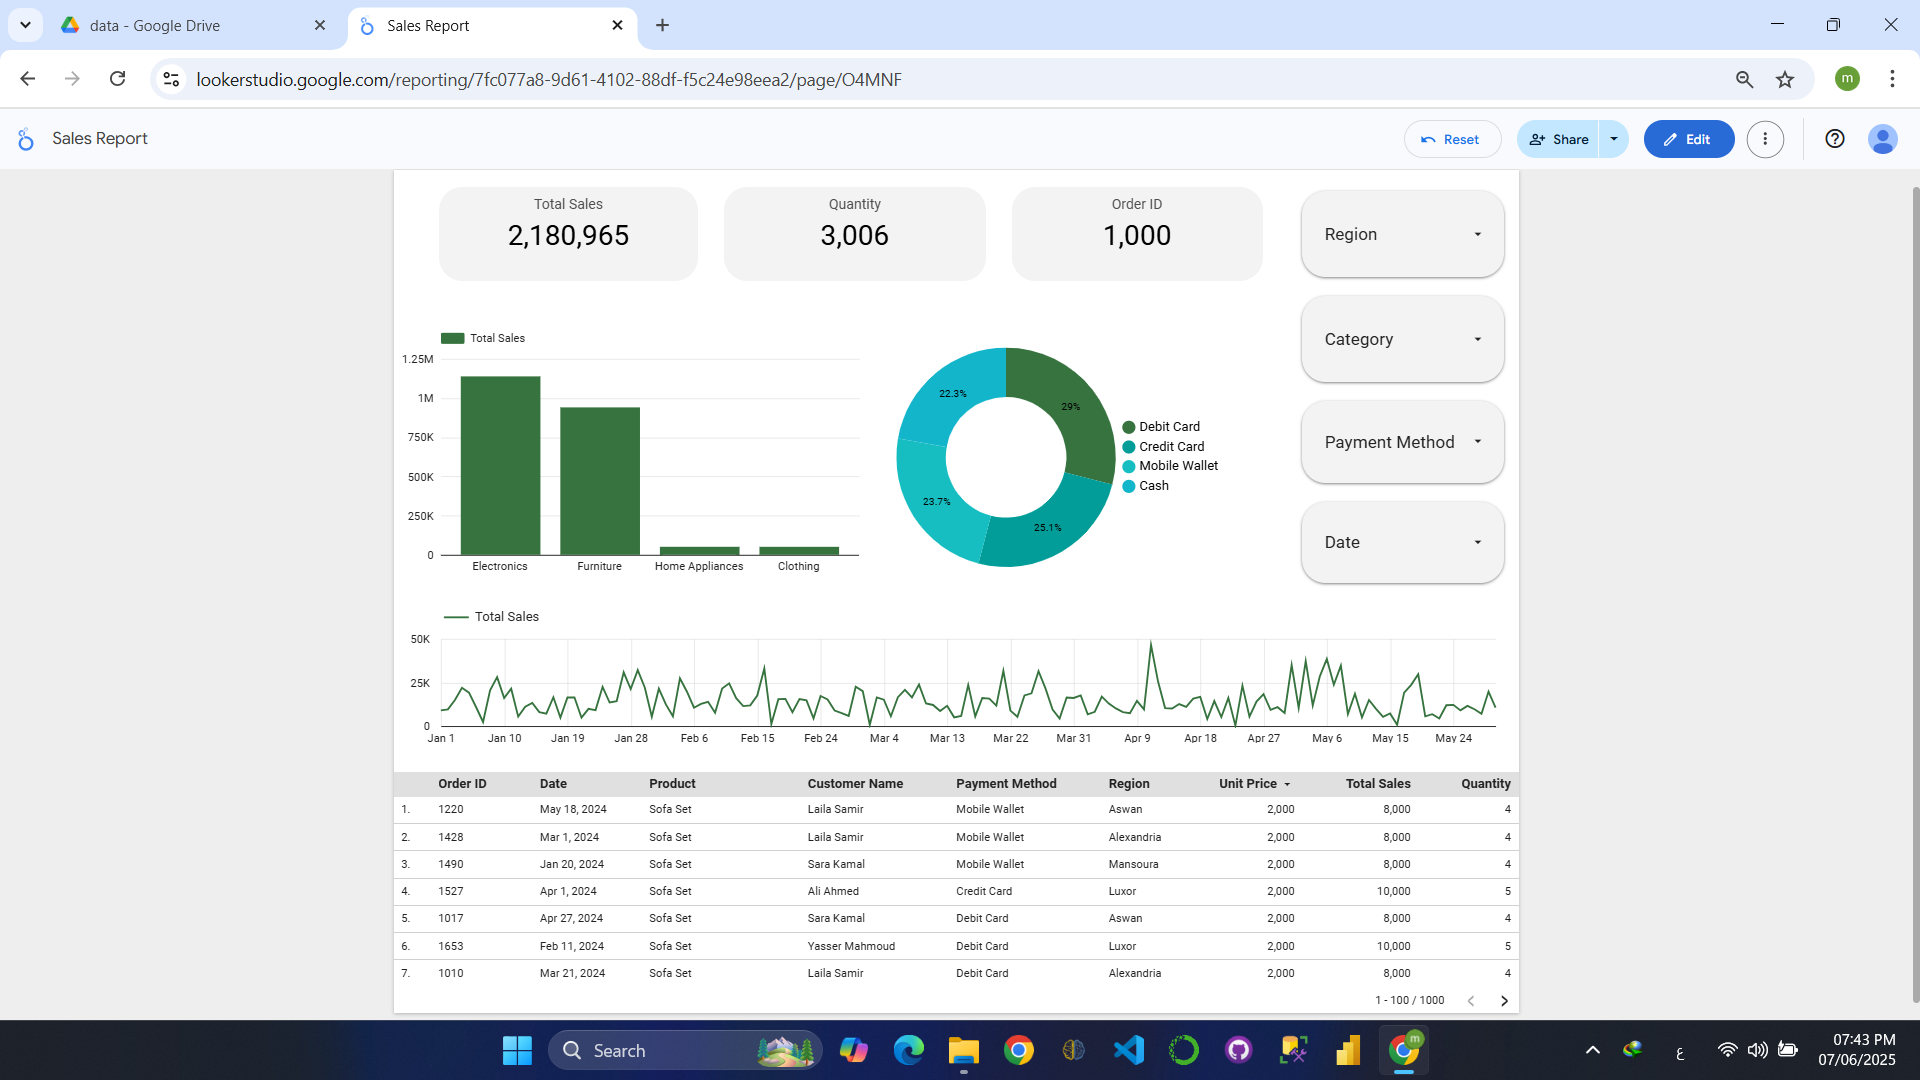 data - Google Drive
Sales Report
lookerstudio.google.com/reporting/7fc077a8-9d61-4102-88df-f5c24e98eea2/page/O4MNF
m
Sales Report
Reset
Share
Edit
Total Sales
2,180,965
Quantity
3,006
Order ID
1,000
Region
Category
Payment Method
Date
Total Sales
1.25M
1M
750K
500K
250K
0
Electronics Furniture Home Appliances Clothing
22.3%
29%
23.7%
25.1%
Debit Card
Credit Card
Mobile Wallet
Cash
Total Sales
50K
25K
0
Jan 1 Jan 10 Jan 19 Jan 28 Feb 6 Feb 15 Feb 24 Mar 4 Mar 13 Mar 22 Mar 31 Apr 9 Apr 18 Apr 27 May 6 May 15 May 24
Order ID Date Product Customer Name Payment Method Region Unit Price Total Sales Quantity
1. 1220 May 18, 2024 Sofa Set Laila Samir Mobile Wallet Aswan 2,000 8,000 4
2. 1428 Mar 1, 2024 Sofa Set Laila Samir Mobile Wallet Alexandria 2,000 8,000 4
3. 1490 Jan 20, 2024 Sofa Set Sara Kamal Mobile Wallet Mansoura 2,000 8,000 4
4. 1527 Apr 1, 2024 Sofa Set Ali Ahmed Credit Card Luxor 2,000 10,000 5
5. 1017 Apr 27, 2024 Sofa Set Sara Kamal Debit Card Aswan 2,000 8,000 4
6. 1653 Feb 11, 2024 Sofa Set Yasser Mahmoud Debit Card Luxor 2,000 10,000 5
7. 1010 Mar 21, 2024 Sofa Set Laila Samir Debit Card Alexandria 2,000 8,000 4
1 - 100 / 1000
Search
m
ع
07:43 PM
07/06/2025